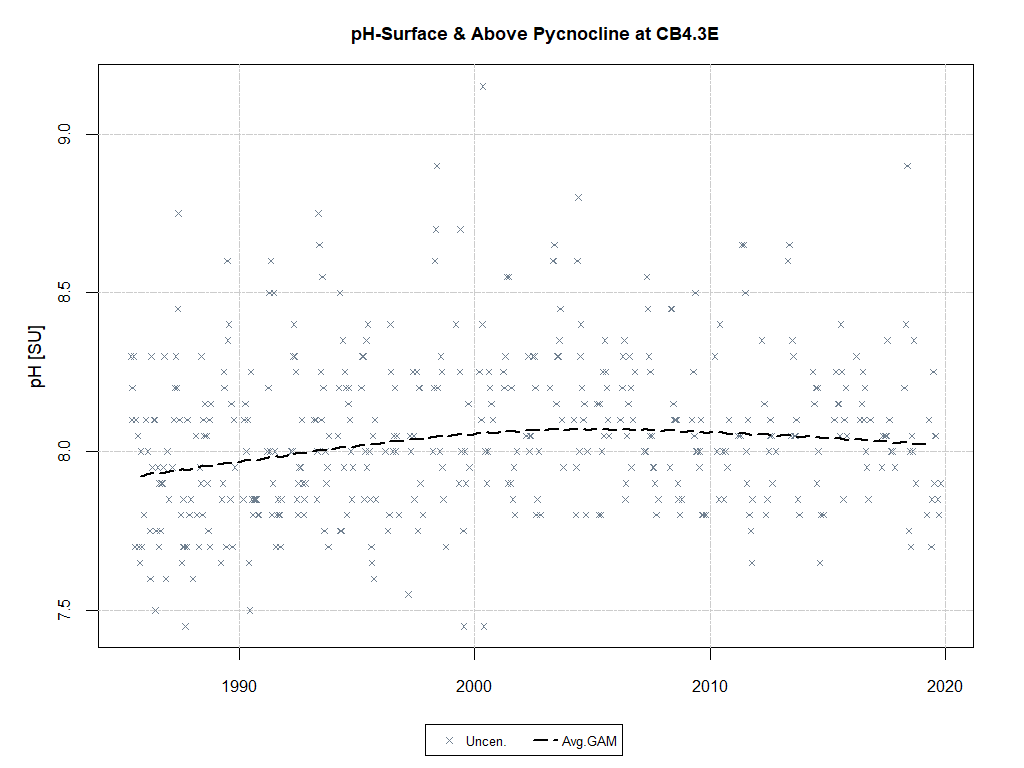 pH-Surface & Above Pycnocline at CB4.3E
pH [SU]
9.0
8.5
8.0
7.5
1990 2000 2010 2020
Uncen. Avg.GAM